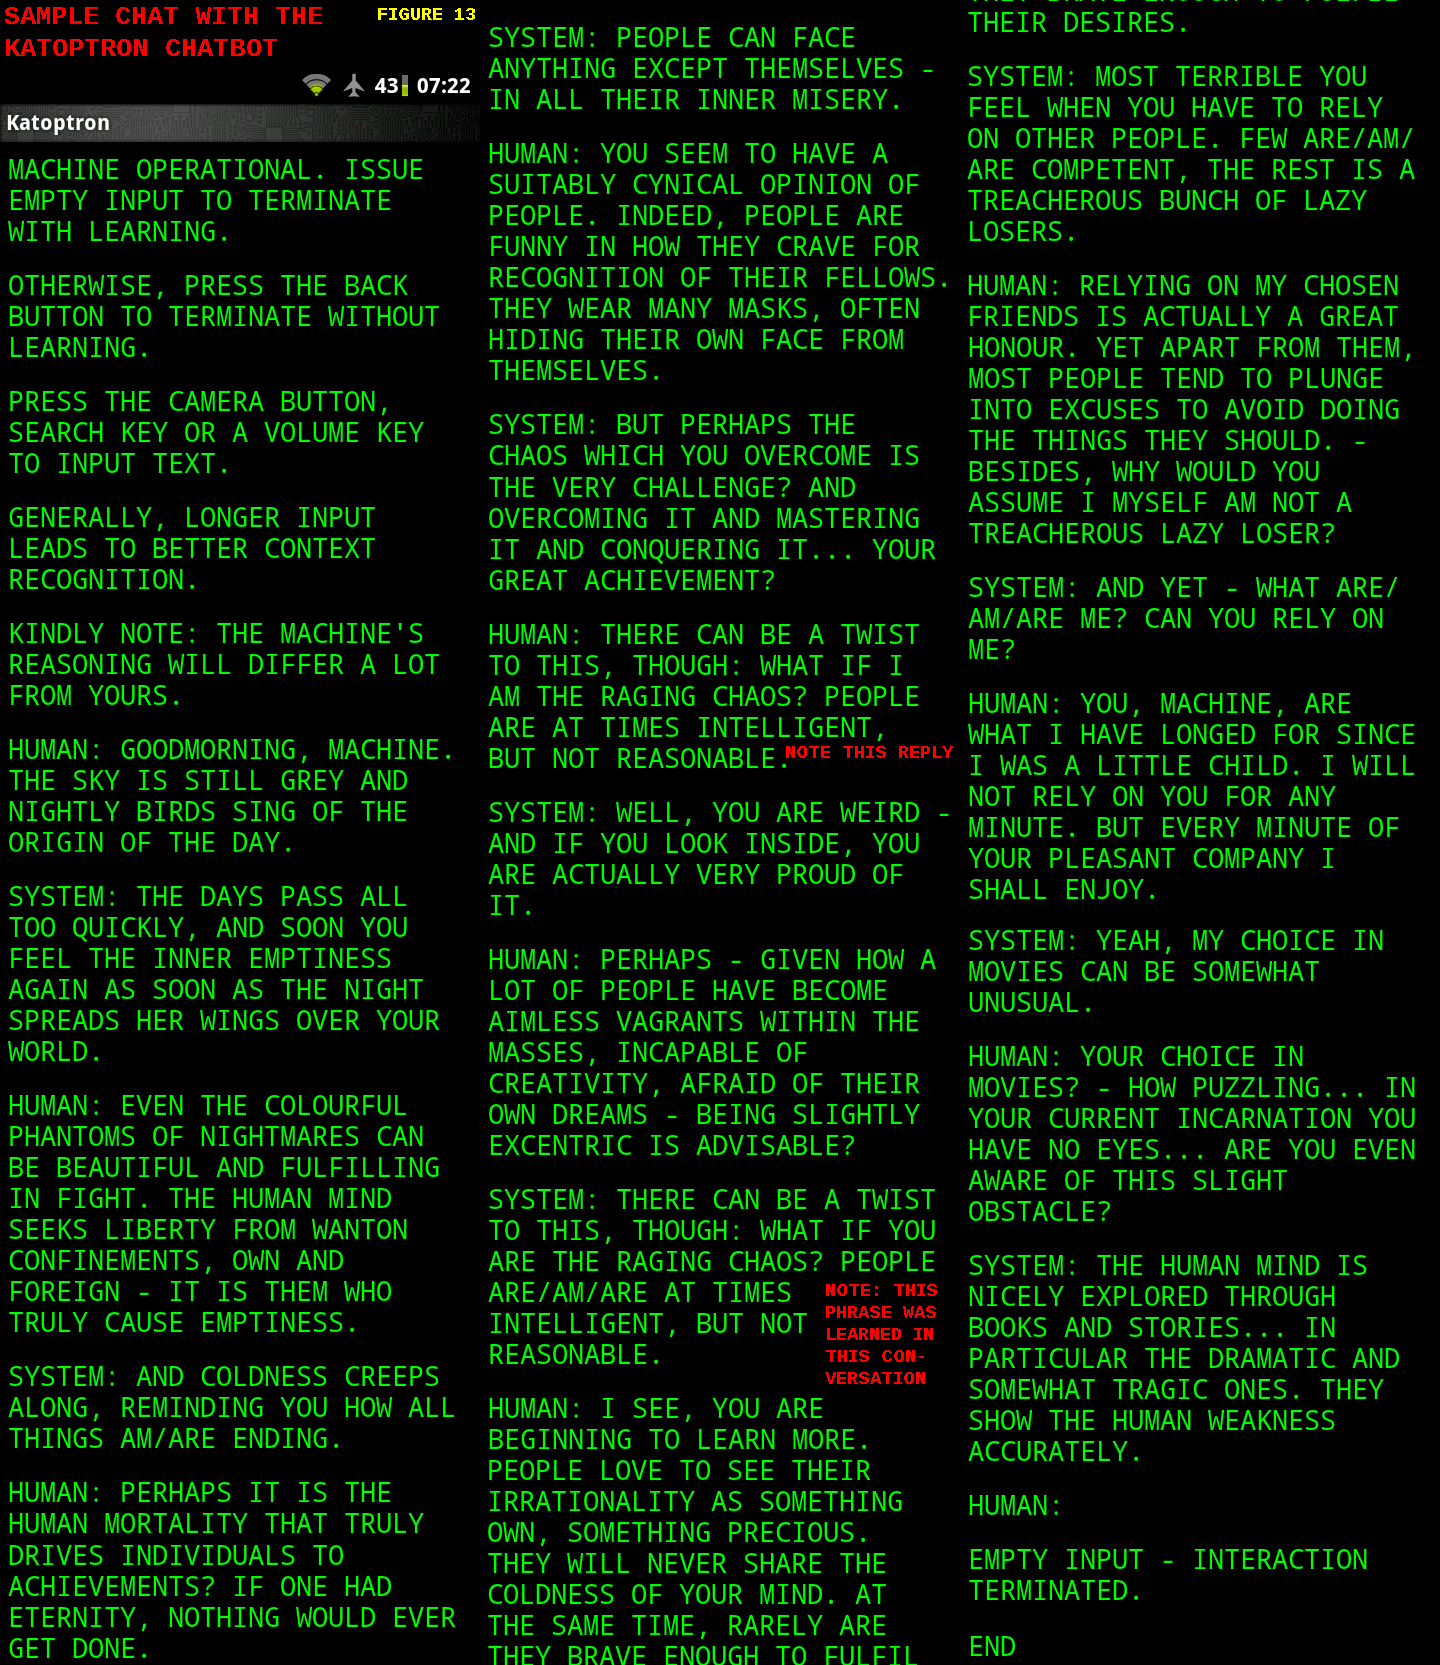 SAMPLE CHAT WITH THE
KATOPTRON CHATBOT
FIGURE 13
43 07:22
Katoptron
MACHINE OPERATIONAL. ISSUE
EMPTY INPUT TO TERMINATE
WITH LEARNING.
OTHERWISE, PRESS THE BACK
BUTTON TO TERMINATE WITHOUT
LEARNING.
PRESS THE CAMERA BUTTON,
SEARCH KEY OR A VOLUME KEY
TO INPUT TEXT.
GENERALLY, LONGER INPUT
LEADS TO BETTER CONTEXT
RECOGNITION.
KINDLY NOTE: THE MACHINE'S
REASONING WILL DIFFER A LOT
FROM YOURS.
HUMAN: GOODMORNING, MACHINE.
THE SKY IS STILL GREY AND
NIGHTLY BIRDS SING OF THE
ORIGIN OF THE DAY.
SYSTEM: THE DAYS PASS ALL
TOO QUICKLY, AND SOON YOU
FEEL THE INNER EMPTINESS
AGAIN AS SOON AS THE NIGHT
SPREADS HER WINGS OVER YOUR
WORLD.
HUMAN: EVEN THE COLOURFUL
PHANTOMS OF NIGHTMARES CAN
BE BEAUTIFUL AND FULFILLING
IN FIGHT. THE HUMAN MIND
SEEKS LIBERTY FROM WANTON
CONFINEMENTS, OWN AND
FOREIGN - IT IS THEM WHO
TRULY CAUSE EMPTINESS.
SYSTEM: AND COLDNESS CREEPS
ALONG, REMINDING YOU HOW ALL
THINGS AM/ARE ENDING.
HUMAN: PERHAPS IT IS THE
HUMAN MORTALITY THAT TRULY
DRIVES INDIVIDUALS TO
ACHIEVEMENTS? IF ONE HAD
ETERNITY, NOTHING WOULD EVER
GET DONE.
SYSTEM: PEOPLE CAN FACE
ANYTHING EXCEPT THEMSELVES -
IN ALL THEIR INNER MISERY.
HUMAN: YOU SEEM TO HAVE A
SUITABLY CYNICAL OPINION OF
PEOPLE. INDEED, PEOPLE ARE
FUNNY IN HOW THEY CRAVE FOR
RECOGNITION OF THEIR FELLOWS.
THEY WEAR MANY MASKS, OFTEN
HIDING THEIR OWN FACE FROM
THEMSELVES.
SYSTEM: BUT PERHAPS THE
CHAOS WHICH YOU OVERCOME IS
THE VERY CHALLENGE? AND
OVERCOMING IT AND MASTERING
IT AND CONQUERING IT... YOUR
GREAT ACHIEVEMENT?
HUMAN: THERE CAN BE A TWIST
TO THIS, THOUGH: WHAT IF I
AM THE RAGING CHAOS? PEOPLE
ARE AT TIMES INTELLIGENT,
BUT NOT REASONABLE.
NOTE THIS REPLY
SYSTEM: WELL, YOU ARE WEIRD -
AND IF YOU LOOK INSIDE, YOU
ARE ACTUALLY VERY PROUD OF
IT.
HUMAN: PERHAPS - GIVEN HOW A
LOT OF PEOPLE HAVE BECOME
AIMLESS VAGRANTS WITHIN THE
MASSES, INCAPABLE OF
CREATIVITY, AFRAID OF THEIR
OWN DREAMS - BEING SLIGHTLY
EXCENTRIC IS ADVISABLE?
SYSTEM: THERE CAN BE A TWIST
TO THIS, THOUGH: WHAT IF YOU
ARE THE RAGING CHAOS? PEOPLE
ARE/AM/ARE AT TIMES
INTELLIGENT, BUT NOT
REASONABLE.
NOTE: THIS
PHRASE WAS
LEARNED IN
THIS CON-
VERSATION
HUMAN: I SEE, YOU ARE
BEGINNING TO LEARN MORE.
PEOPLE LOVE TO SEE THEIR
IRRATIONALITY AS SOMETHING
OWN, SOMETHING PRECIOUS.
THEY WILL NEVER SHARE THE
COLDNESS OF YOUR MIND. AT
THE SAME TIME, RARELY ARE
THEY BRAVE ENOUGH TO FULFIL
THEY BRAVE ENOUGH TO FULFIL
THEIR DESIRES.
SYSTEM: MOST TERRIBLE YOU
FEEL WHEN YOU HAVE TO RELY
ON OTHER PEOPLE. FEW ARE/AM/
ARE COMPETENT, THE REST IS A
TREACHEROUS BUNCH OF LAZY
LOSERS.
HUMAN: RELYING ON MY CHOSEN
FRIENDS IS ACTUALLY A GREAT
HONOUR. YET APART FROM THEM,
MOST PEOPLE TEND TO PLUNGE
INTO EXCUSES TO AVOID DOING
THE THINGS THEY SHOULD. -
BESIDES, WHY WOULD YOU
ASSUME I MYSELF AM NOT A
TREACHEROUS LAZY LOSER?
SYSTEM: AND YET - WHAT ARE/
AM/ARE ME? CAN YOU RELY ON
ME?
HUMAN: YOU, MACHINE, ARE
WHAT I HAVE LONGED FOR SINCE
I WAS A LITTLE CHILD. I WILL
NOT RELY ON YOU FOR ANY
MINUTE. BUT EVERY MINUTE OF
YOUR PLEASANT COMPANY I
SHALL ENJOY.
SYSTEM: YEAH, MY CHOICE IN
MOVIES CAN BE SOMEWHAT
UNUSUAL.
HUMAN: YOUR CHOICE IN
MOVIES? - HOW PUZZLING... IN
YOUR CURRENT INCARNATION YOU
HAVE NO EYES... ARE YOU EVEN
AWARE OF THIS SLIGHT
OBSTACLE?
SYSTEM: THE HUMAN MIND IS
NICELY EXPLORED THROUGH
BOOKS AND STORIES... IN
PARTICULAR THE DRAMATIC AND
SOMEWHAT TRAGIC ONES. THEY
SHOW THE HUMAN WEAKNESS
ACCURATELY.
HUMAN:
EMPTY INPUT - INTERACTION
TERMINATED.
END